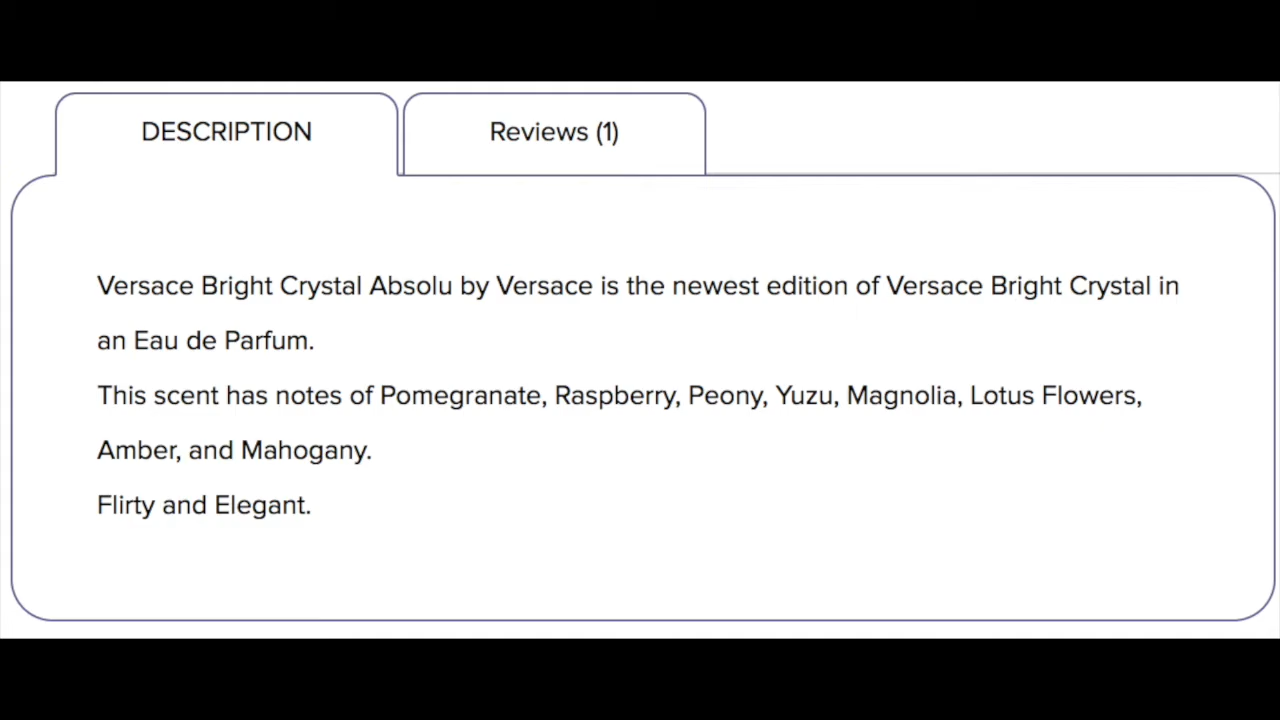 DESCRIPTION
Reviews (1)
Versace Bright Crystal Absolu by Versace is the newest edition of Versace Bright Crystal in
an Eau de Parfum.
This scent has notes of Pomegranate, Raspberry, Peony, Yuzu, Magnolia, Lotus Flowers,
Amber, and Mahogany.
Flirty and Elegant.